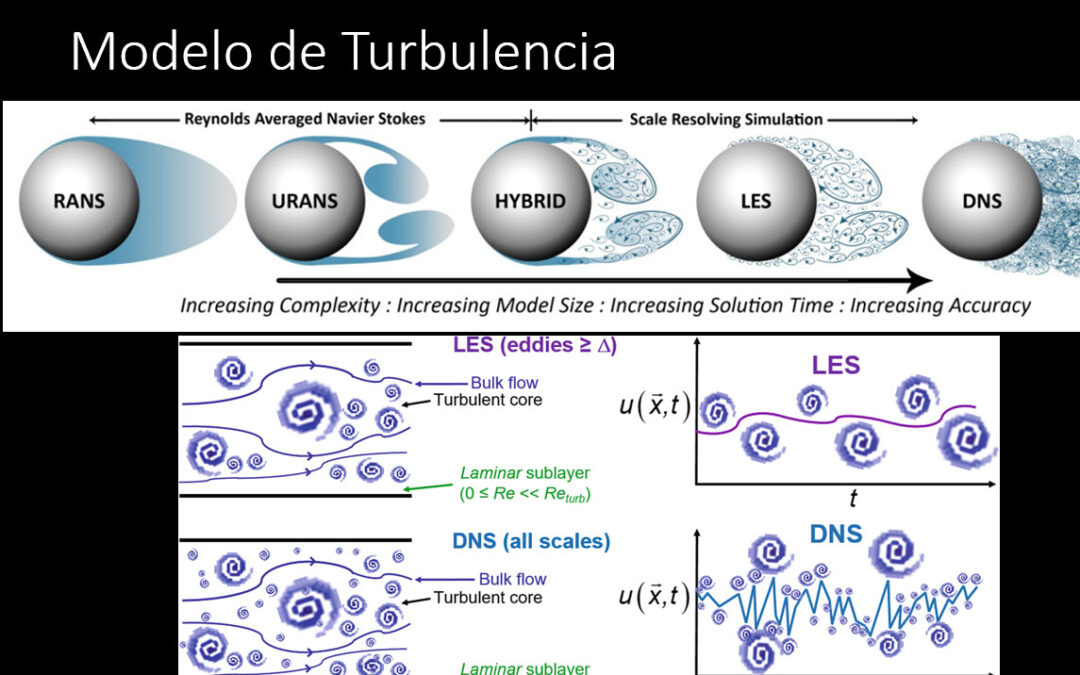 Modelo de Turbulencia
Reynolds Averaged Navier Stokes
Scale Resolving Simulation
RANS
URANS
HYBRID
LES
DNS
Increasing Complexity : Increasing Model Size : Increasing Solution Time : Increasing Accuracy
LES (eddies ≥ Δ)
Bulk flow
Turbulent core
Laminar sublayer
(0 ≤ Re << Re_turb)
LES
u(x⃗,t)
t
DNS (all scales)
Bulk flow
Turbulent core
Laminar sublayer
DNS
u(x⃗,t)